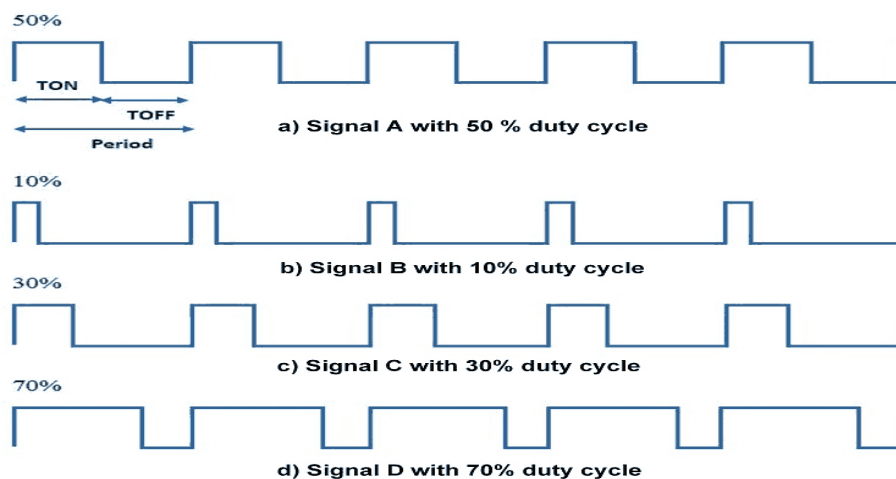 50%
TON
TOFF
Period
a) Signal A with 50 % duty cycle
10%
b) Signal B with 10% duty cycle
30%
c) Signal C with 30% duty cycle
70%
d) Signal D with 70% duty cycle